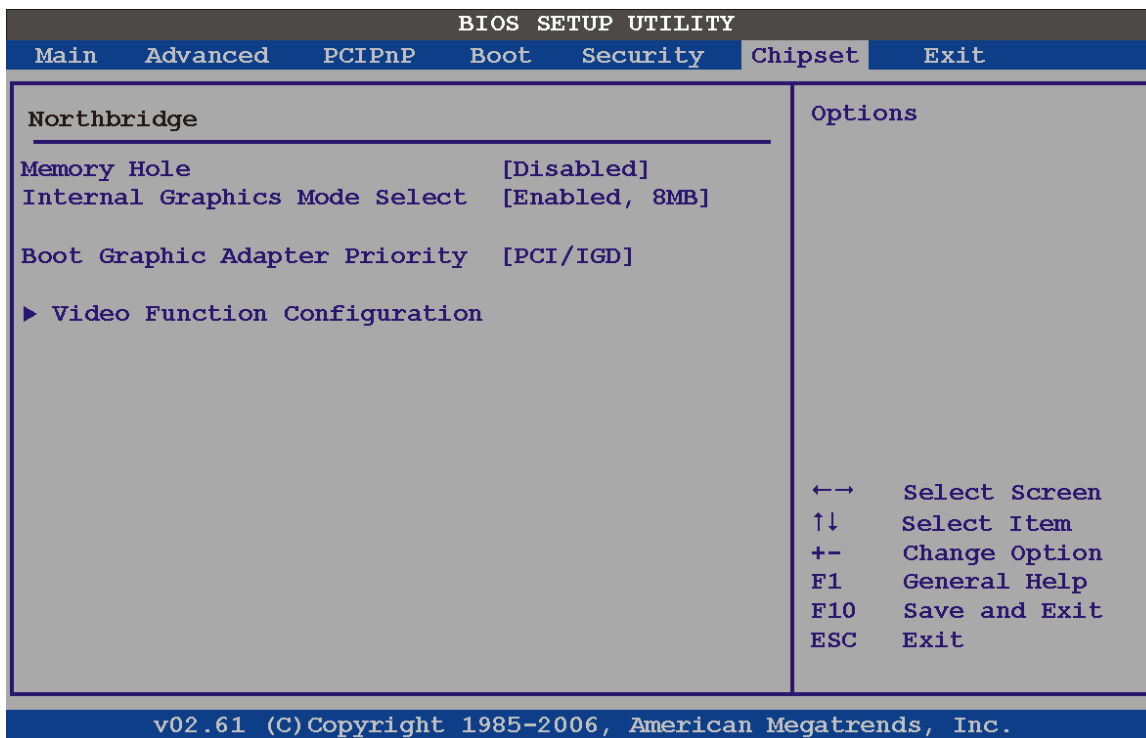 BIOS SETUP UTILITY
Main Advanced PCIPnP Boot Security Chipset Exit
Northbridge
Memory Hole [Disabled]
Internal Graphics Mode Select [Enabled, 8MB]
Boot Graphic Adapter Priority [PCI/IGD]
▶ Video Function Configuration
Options
←→ Select Screen
↑↓ Select Item
+- Change Option
F1 General Help
F10 Save and Exit
ESC Exit
v02.61 (C)Copyright 1985-2006, American Megatrends, Inc.